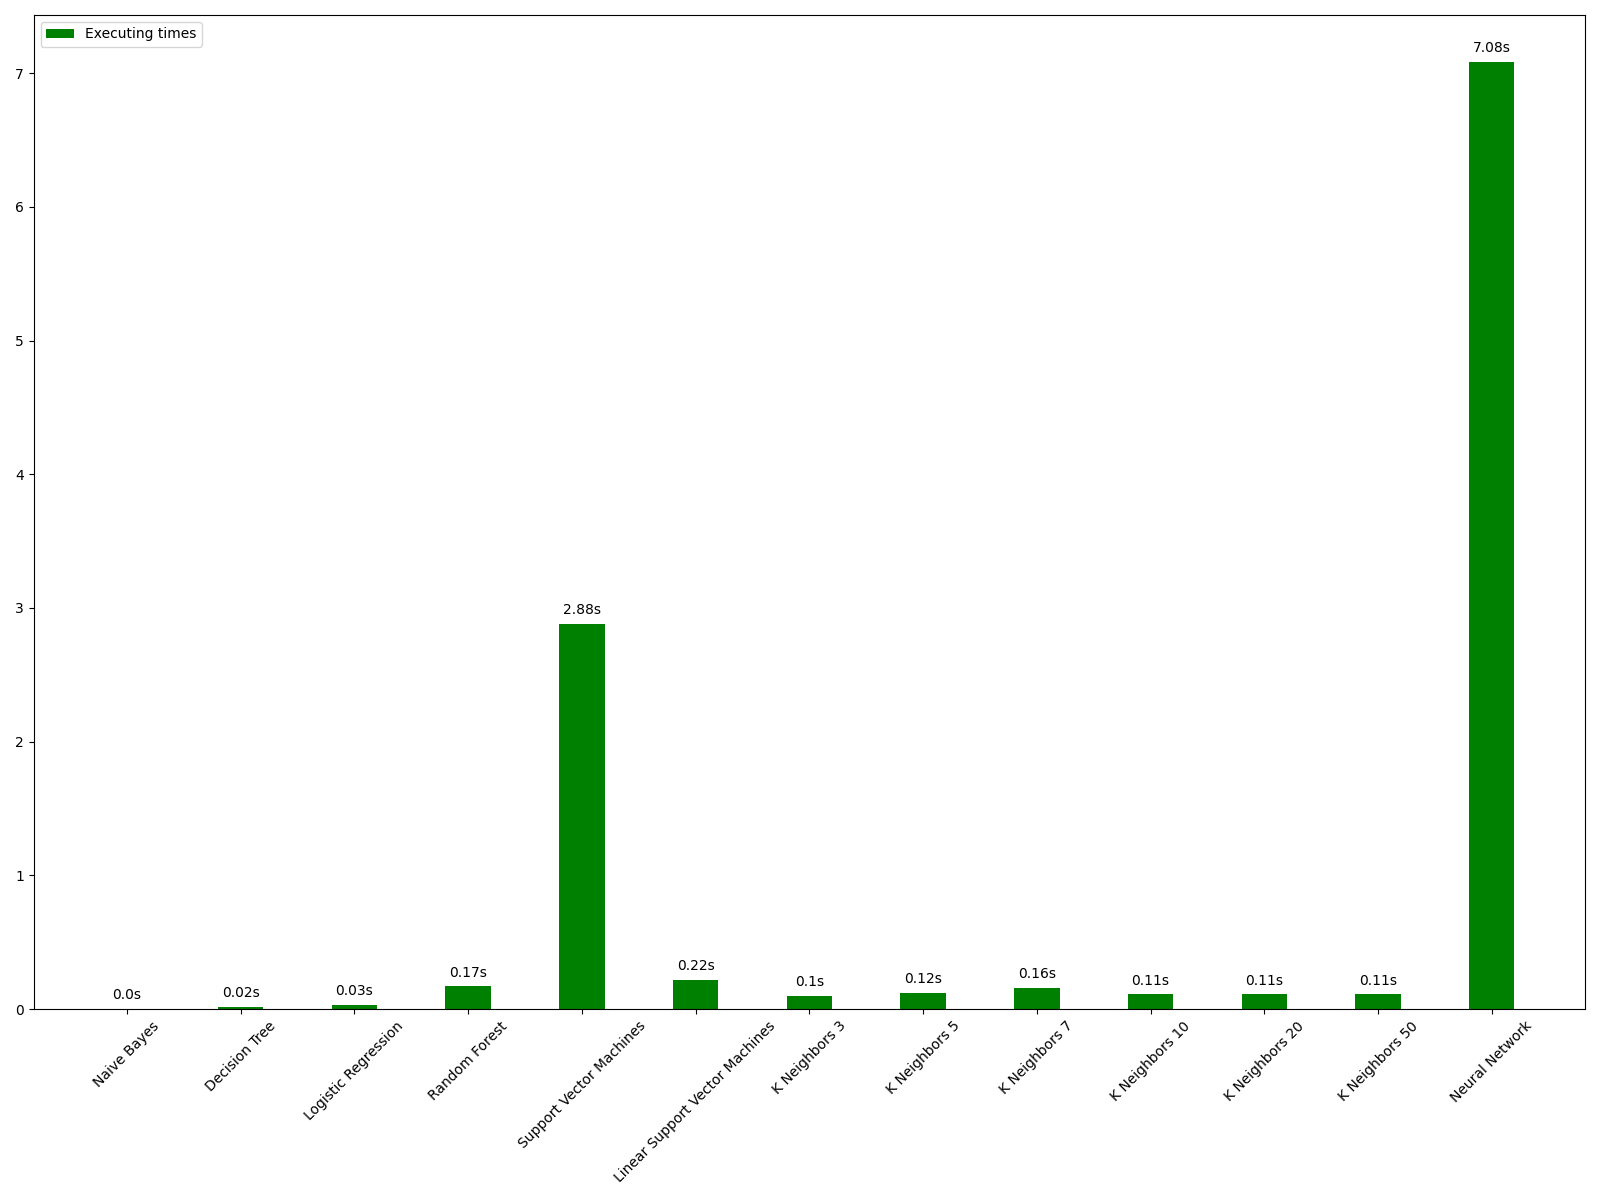 Executing times
7
6
5
4
3
2
1
0
0.0s
0.02s
0.03s
0.17s
2.88s
0.22s
0.1s
0.12s
0.16s
0.11s
0.11s
0.11s
7.08s
Naive Bayes
Decision Tree
Logistic Regression
Random Forest
Support Vector Machines
Linear Support Vector Machines
K Neighbors 3
K Neighbors 5
K Neighbors 7
K Neighbors 10
K Neighbors 20
K Neighbors 50
Neural Network